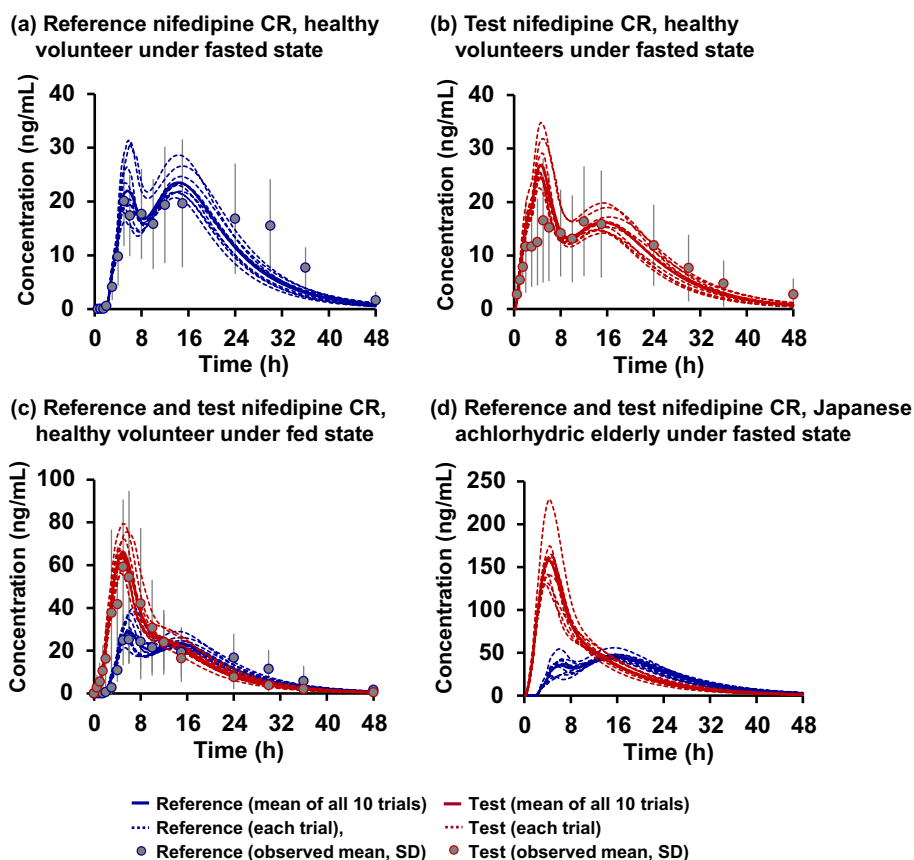 (a) Reference nifedipine CR, healthy
volunteer under fasted state
(b) Test nifedipine CR, healthy
volunteers under fasted state
Concentration (ng/mL)
40
30
20
10
0
0 8 16 24 32 40 48
Time (h)
Concentration (ng/mL)
40
30
20
10
0
0 8 16 24 32 40 48
Time (h)
(c) Reference and test nifedipine CR,
healthy volunteer under fed state
(d) Reference and test nifedipine CR, Japanese
achlorhydric elderly under fasted state
Concentration (ng/mL)
100
80
60
40
20
0
0 8 16 24 32 40 48
Time (h)
Concentration (ng/mL)
250
200
150
100
50
0
0 8 16 24 32 40 48
Time (h)
Reference (mean of all 10 trials)
Reference (each trial),
Reference (observed mean, SD)
Test (mean of all 10 trials)
Test (each trial)
Test (observed mean, SD)